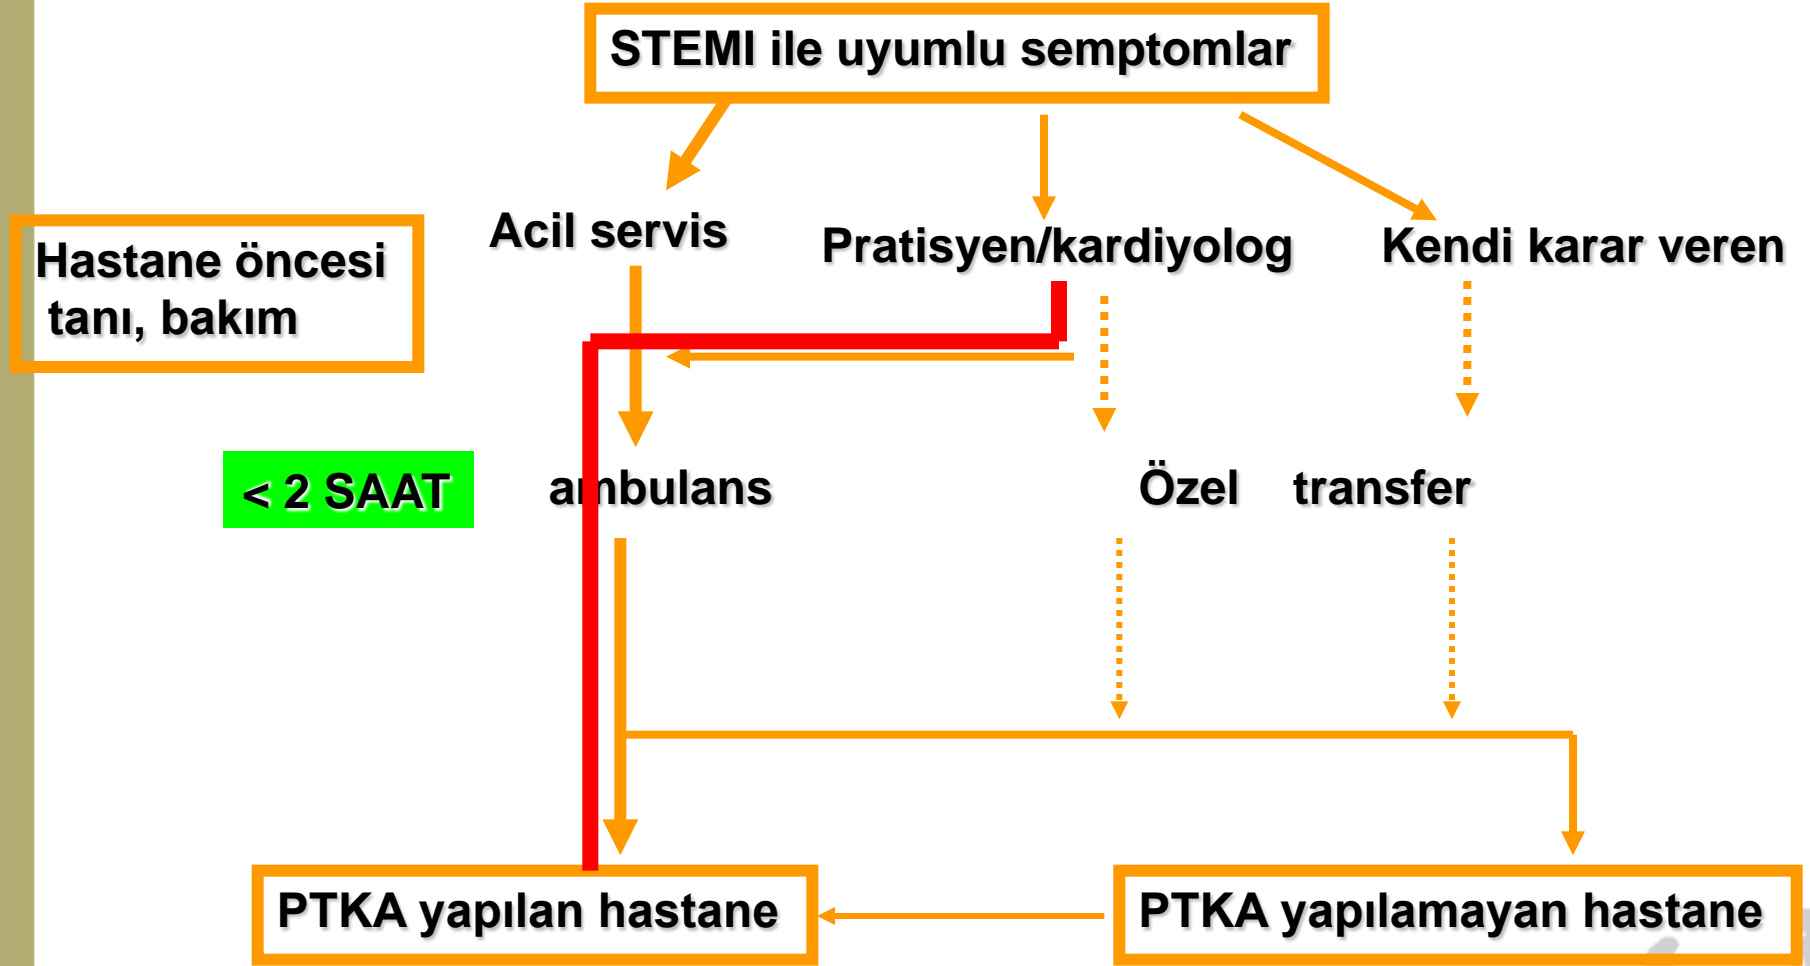 STEMI ile uyumlu semptomlar
Acil servis
Pratisyen/kardiyolog
Kendi karar veren
Hastane öncesi
tanı, bakım
< 2 SAAT
ambulans
Özel transfer
PTKA yapılan hastane
PTKA yapılamayan hastane